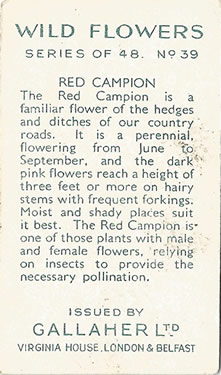 WILD FLOWERS
SERIES OF 48. Nº 39
RED CAMPION
The Red Campion is a
familiar flower of the hedges
and ditches of our country
roads. It is a perennial,
flowering from June to
September, and the dark
pink flowers reach a height of
three feet or more on hairy
stems with frequent forkings.
Moist and shady places suit
it best. The Red Campion is
one of those plants with male
and female flowers, relying
on insects to provide the
necessary pollination.
ISSUED BY
GALLAHER LTD
VIRGINIA HOUSE, LONDON & BELFAST